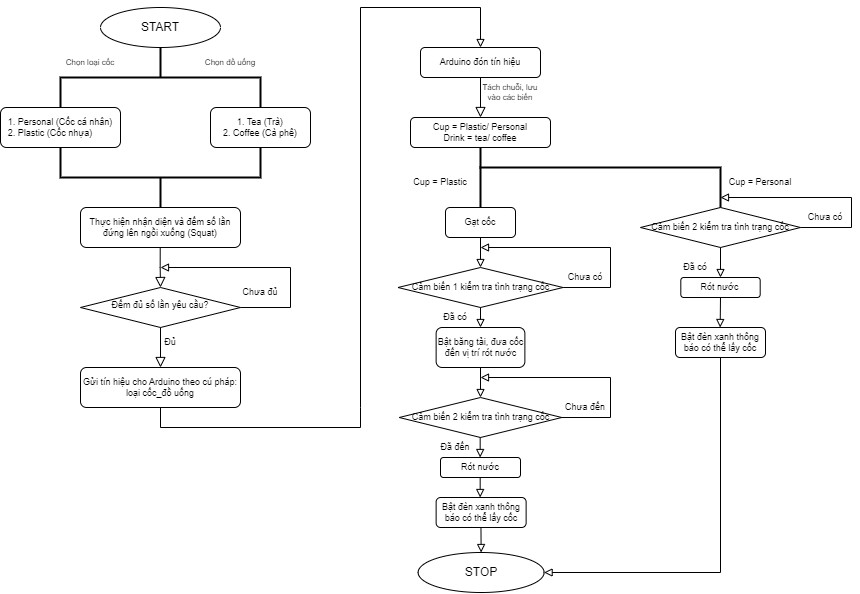 START
Chọn loại cốc
Chọn đồ uống
1. Personal (Cốc cá nhân)
2. Plastic (Cốc nhựa)
1. Tea (Trà)
2. Coffee (Cà phê)
Thực hiện nhận diện và đếm số lần
đứng lên ngồi xuống (Squat)
Đếm đủ số lần yêu cầu?
Chưa đủ
Đủ
Gửi tín hiệu cho Arduino theo cú pháp:
loại cốc_đồ uống
Arduino đón tín hiệu
Tách chuỗi, lưu
vào các biến
Cup = Plastic/ Personal
Drink = tea/ coffee
Cup = Plastic
Cup = Personal
Gạt cốc
Cảm biến 1 kiểm tra tình trạng cốc
Chưa có
Đã có
Bật băng tải, đưa cốc
đến vị trí rót nước
Cảm biến 2 kiểm tra tình trạng cốc
Chưa đến
Đã đến
Rót nước
Bật đèn xanh thông
báo có thể lấy cốc
Cảm biến 2 kiểm tra tình trạng cốc
Chưa có
Đã có
Rót nước
Bật đèn xanh thông
báo có thể lấy cốc
STOP